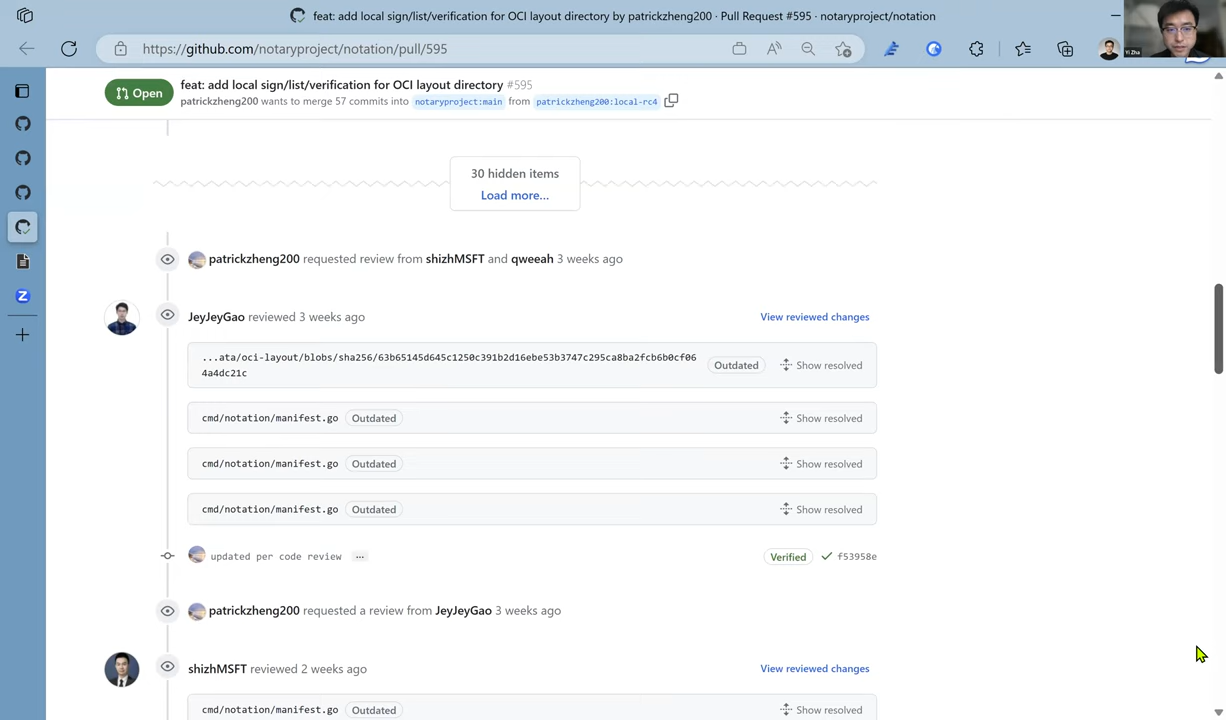 feat: add local sign/list/verification for OCI layout directory by patrickzheng200 · Pull Request #595 · notaryproject/notation
https://github.com/notaryproject/notation/pull/595
Yi Zha
Open
feat: add local sign/list/verification for OCI layout directory #595
patrickzheng200 wants to merge 57 commits into notaryproject:main from patrickzheng200:local-rc4
30 hidden items
Load more...
patrickzheng200 requested review from shizhMSFT and qweeah 3 weeks ago
JeyJeyGao reviewed 3 weeks ago View reviewed changes
...ata/oci-layout/blobs/sha256/63b65145d645c1250c391b2d16ebe53b3747c295ca8ba2fcb6b0cf06
4a4dc21c Outdated Show resolved
cmd/notation/manifest.go Outdated Show resolved
cmd/notation/manifest.go Outdated Show resolved
cmd/notation/manifest.go Outdated Show resolved
updated per code review ... Verified f53958e
patrickzheng200 requested a review from JeyJeyGao 3 weeks ago
shizhMSFT reviewed 2 weeks ago View reviewed changes
cmd/notation/manifest.go Outdated Show resolved